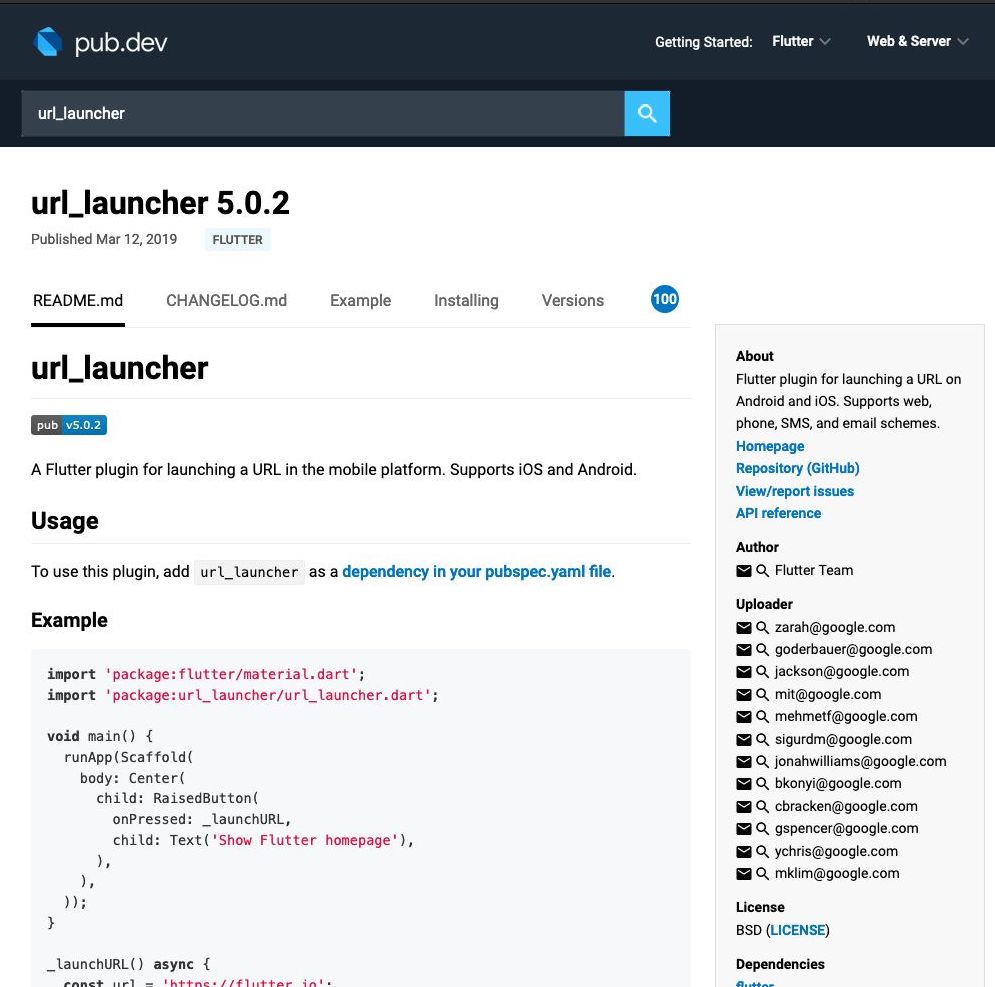 pub.dev
Getting Started: Flutter Web & Server
url_launcher
url_launcher 5.0.2
Published Mar 12, 2019 FLUTTER
README.md CHANGELOG.md Example Installing Versions 100
url_launcher
pub v5.0.2
A Flutter plugin for launching a URL in the mobile platform. Supports iOS and Android.
Usage
To use this plugin, add url_launcher as a dependency in your pubspec.yaml file.
Example
import 'package:flutter/material.dart';
import 'package:url_launcher/url_launcher.dart';
void main() {
runApp(Scaffold(
body: Center(
child: RaisedButton(
onPressed: _launchURL,
child: Text('Show Flutter homepage'),
),
),
));
}
_launchURL() async {
const url = 'https://flutter.io';
About
Flutter plugin for launching a URL on
Android and iOS. Supports web,
phone, SMS, and email schemes.
Homepage
Repository (GitHub)
View/report issues
API reference
Author
Flutter Team
Uploader
zarah@google.com
goderbauer@google.com
jackson@google.com
mit@google.com
mehmetf@google.com
sigurdm@google.com
jonahwilliams@google.com
bkonyi@google.com
cbracken@google.com
gspencer@google.com
ychris@google.com
mklim@google.com
License
BSD (LICENSE)
Dependencies
flutter